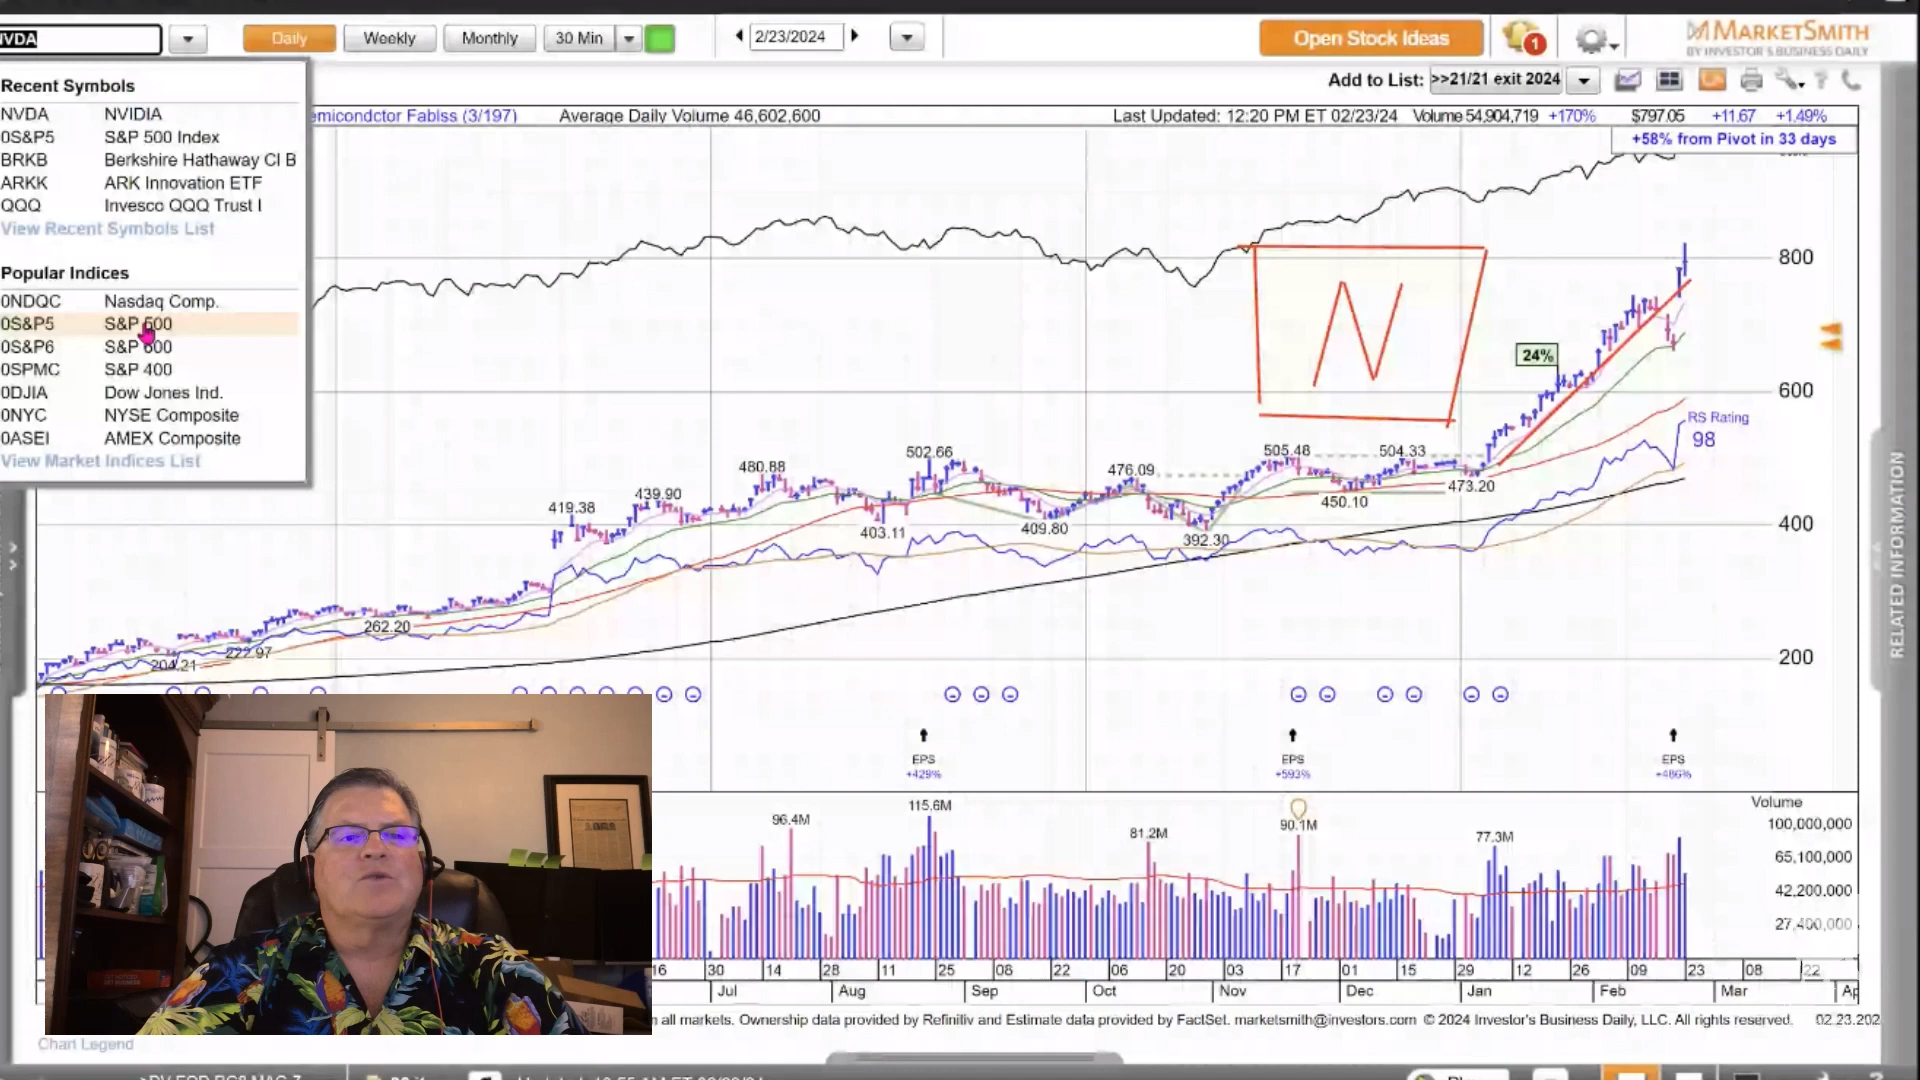 NVDA
Daily
Weekly
Monthly
30 Min
2/23/2024
Open Stock Ideas
1
MARKETSMITH
BY INVESTOR'S BUSINESS DAILY
Add to List: >>21/21 exit 2024
Recent Symbols
NVDA NVIDIA
0S&P5 S&P 500 Index
BRKB Berkshire Hathaway Cl B
ARKK ARK Innovation ETF
QQQ Invesco QQQ Trust I
View Recent Symbols List
Popular Indices
0NDQC Nasdaq Comp.
0S&P5 S&P 500
0S&P6 S&P 600
0SPMC S&P 400
0DJIA Dow Jones Ind.
0NYC NYSE Composite
0ASEI AMEX Composite
View Market Indices List
emicondctor Fablss (3/197) Average Daily Volume 46,602,600 Last Updated: 12:20 PM ET 02/23/24 Volume 54,904,719 +170% $797.05 +11.67 +1.49%
+58% from Pivot in 33 days
N
800
24%
600
RS Rating
98
502.66
505.48
504.33
480.88
476.09
473.20
439.90
450.10
419.38
403.11
409.80
392.30
400
262.20
222.97
204.21
200
EPS EPS EPS
+429% +593% +486%
RELATED INFORMATION
Volume
100,000,000
65,100,000
42,200,000
27,400,000
96.4M
115.6M
81.2M
90.1M
77.3M
16 30 14 28 11 25 08 22 06 20 03 17 01 15 29 12 26 09 23 08 22
Jul Aug Sep Oct Nov Dec Jan Feb Mar Ap
all markets. Ownership data provided by Refinitiv and Estimate data provided by FactSet. marketsmith@investors.com © 2024 Investor's Business Daily, LLC. All rights reserved. 02.23.202
Chart Legend